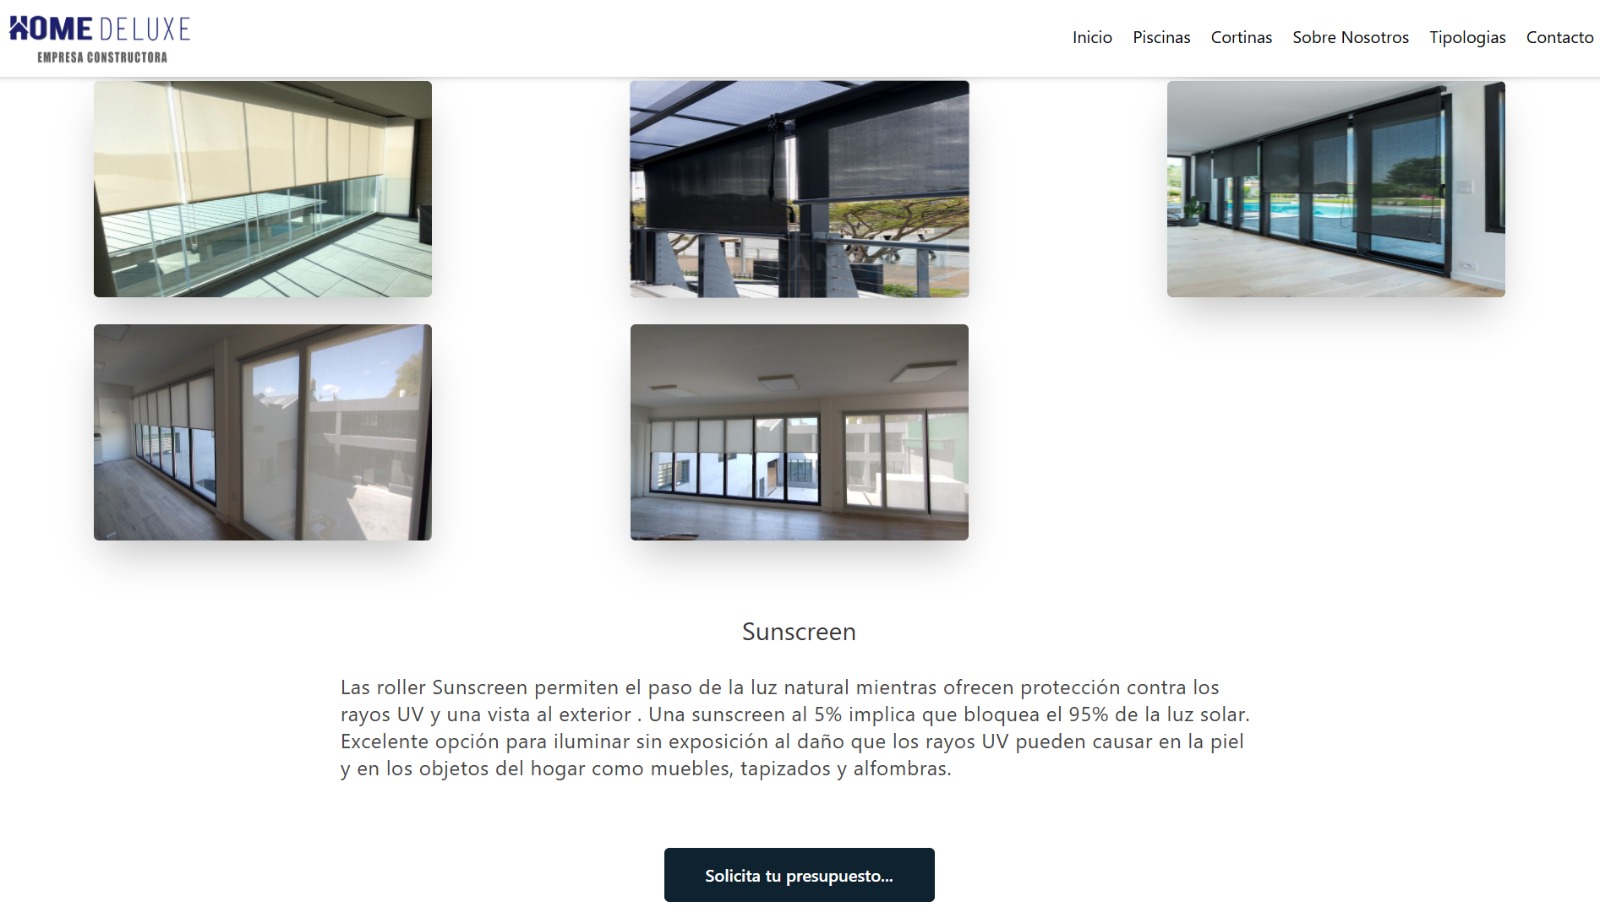 HOME DELUXE
EMPRESA CONSTRUCTORA
Inicio Piscinas Cortinas Sobre Nosotros Tipologias Contacto
Sunscreen
Las roller Sunscreen permiten el paso de la luz natural mientras ofrecen protección contra los
rayos UV y una vista al exterior . Una sunscreen al 5% implica que bloquea el 95% de la luz solar.
Excelente opción para iluminar sin exposición al daño que los rayos UV pueden causar en la piel
y en los objetos del hogar como muebles, tapizados y alfombras.
Solicita tu presupuesto...